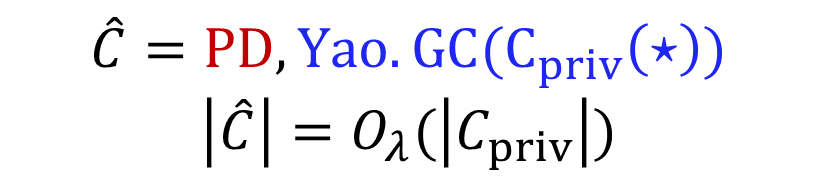 Ĉ = PD, Yao. GC(C_priv(⋆))
|Ĉ| = O_λ(|C_priv|)